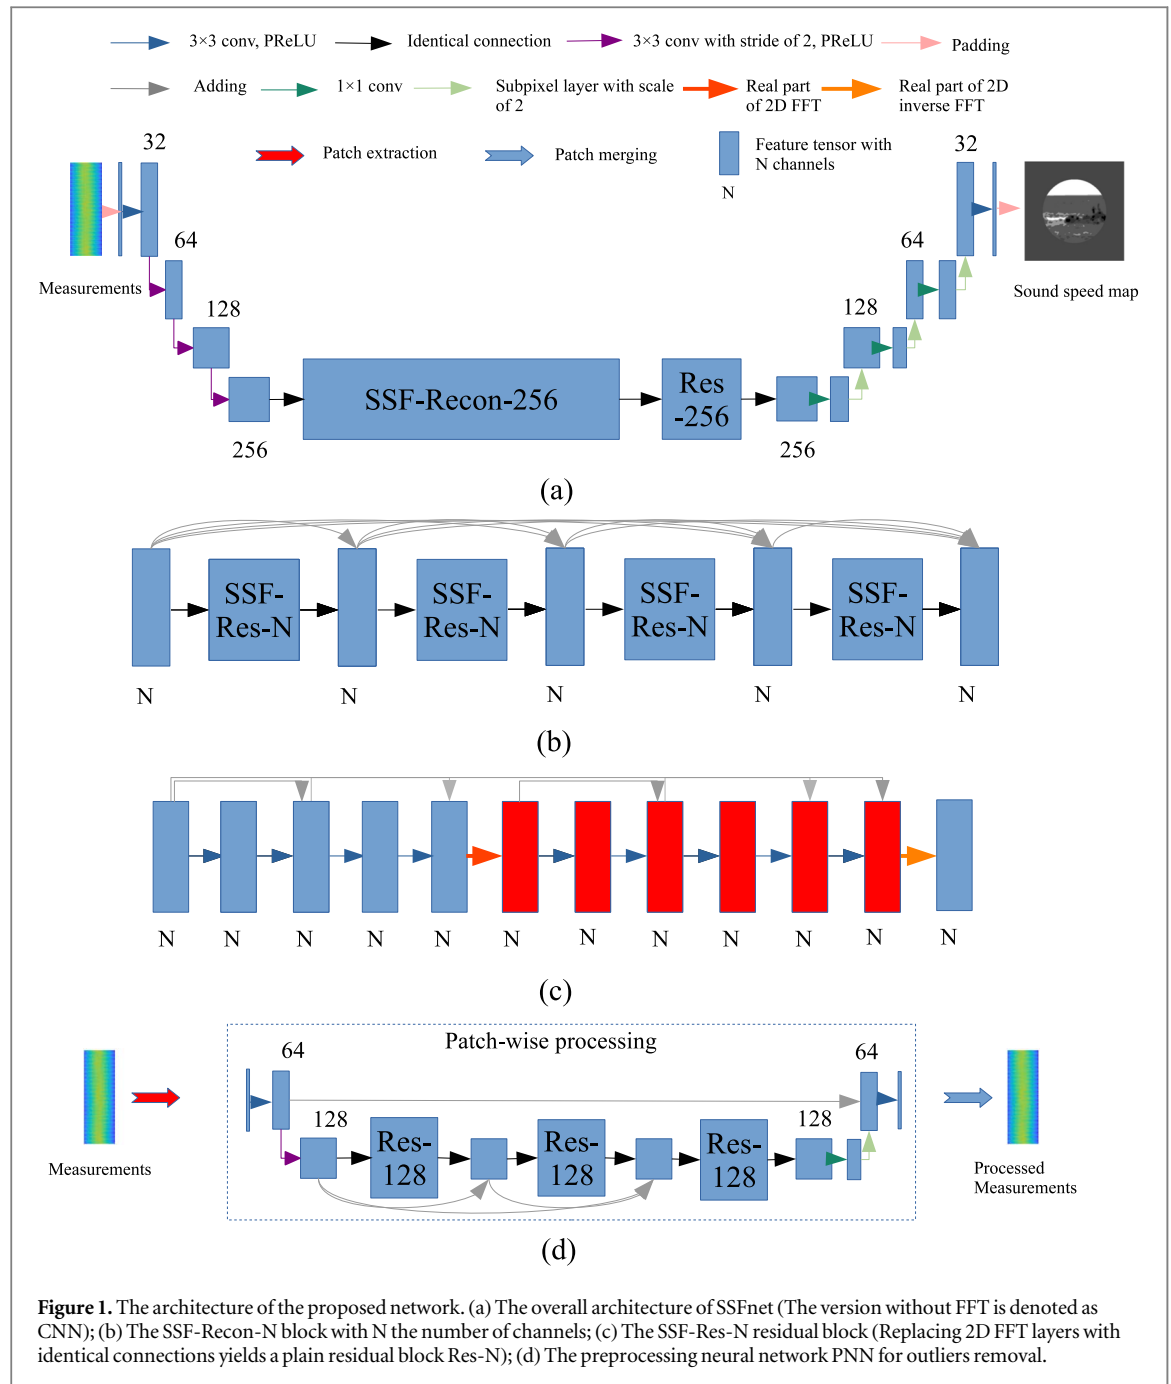 3×3 conv, PReLU
Identical connection
3×3 conv with stride of 2, PReLU
Padding
Adding
1×1 conv
Subpixel layer with scale
of 2
Real part
of 2D FFT
Real part of 2D
inverse FFT
Patch extraction
Patch merging
Feature tensor with
N channels
N
32
64
128
256
Measurements
SSF-Recon-256
Res
-256
256
128
64
32
Sound speed map
(a)
SSF-
Res-N
SSF-
Res-N
SSF-
Res-N
SSF-
Res-N
N
N
N
N
N
(b)
N
N
N
N
N
N
N
N
N
N
N
N
(c)
Patch-wise processing
64
64
128
128
Res-
128
Res-
128
Res-
128
Measurements
Processed
Measurements
(d)
Figure 1. The architecture of the proposed network. (a) The overall architecture of SSFnet (The version without FFT is denoted as
CNN); (b) The SSF-Recon-N block with N the number of channels; (c) The SSF-Res-N residual block (Replacing 2D FFT layers with
identical connections yields a plain residual block Res-N); (d) The preprocessing neural network PNN for outliers removal.